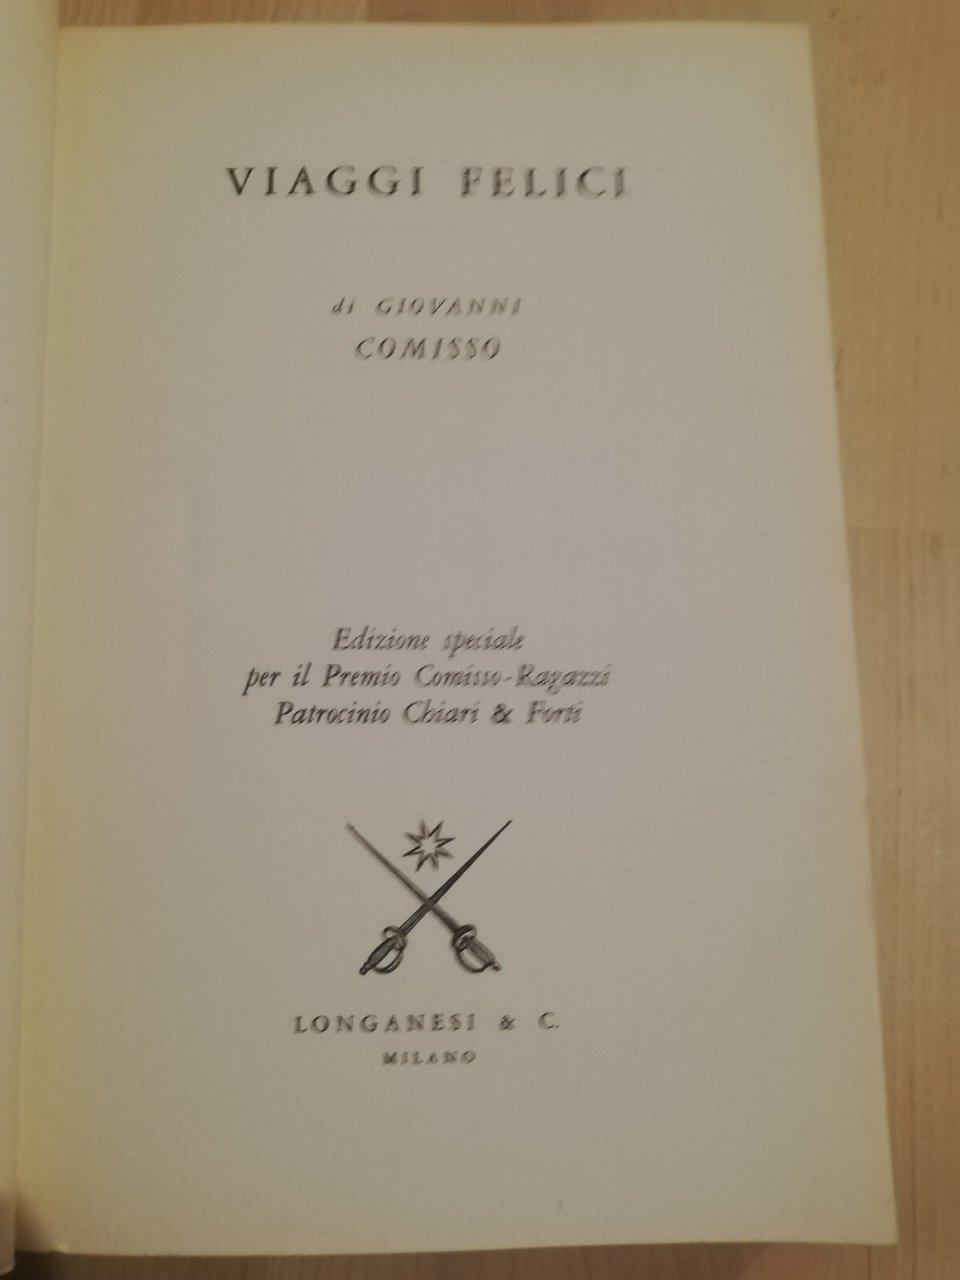 VIAGGI FELICI
di GIOVANNI
COMISSO
Edizione speciale
per il Premio Comisso-Ragazzi
Patrocinio Chiari & Forti
LONGANESI & C.
MILANO